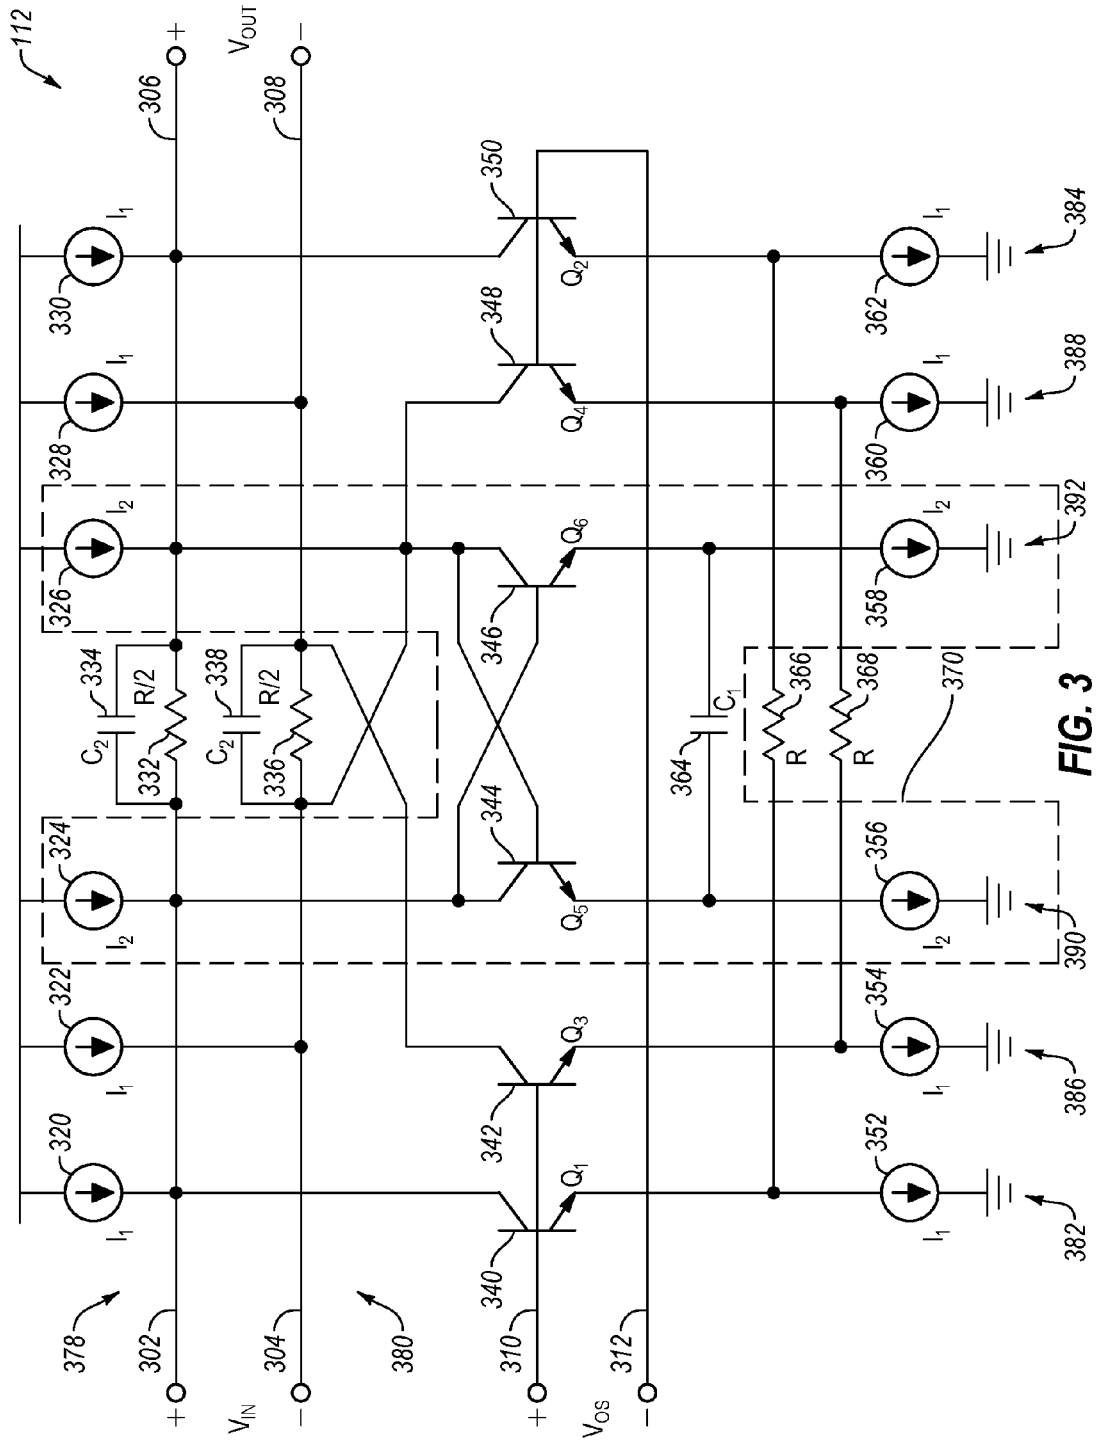 112
378
302
+
V_IN
304
−
380
306
+
V_OUT
308
−
320
I₁
322
I₁
324
I₂
326
I₂
328
I₁
330
I₁
C₂
334
332
R/2
C₂
338
336
R/2
340
Q₁
342
Q₃
344
Q₅
346
Q₆
348
Q₄
350
Q₂
310
+
V_OS
312
−
364
C₁
R
366
R
368
370
352
I₁
354
I₁
356
I₂
358
I₂
360
I₁
362
I₁
382
386
390
392
388
384
FIG. 3